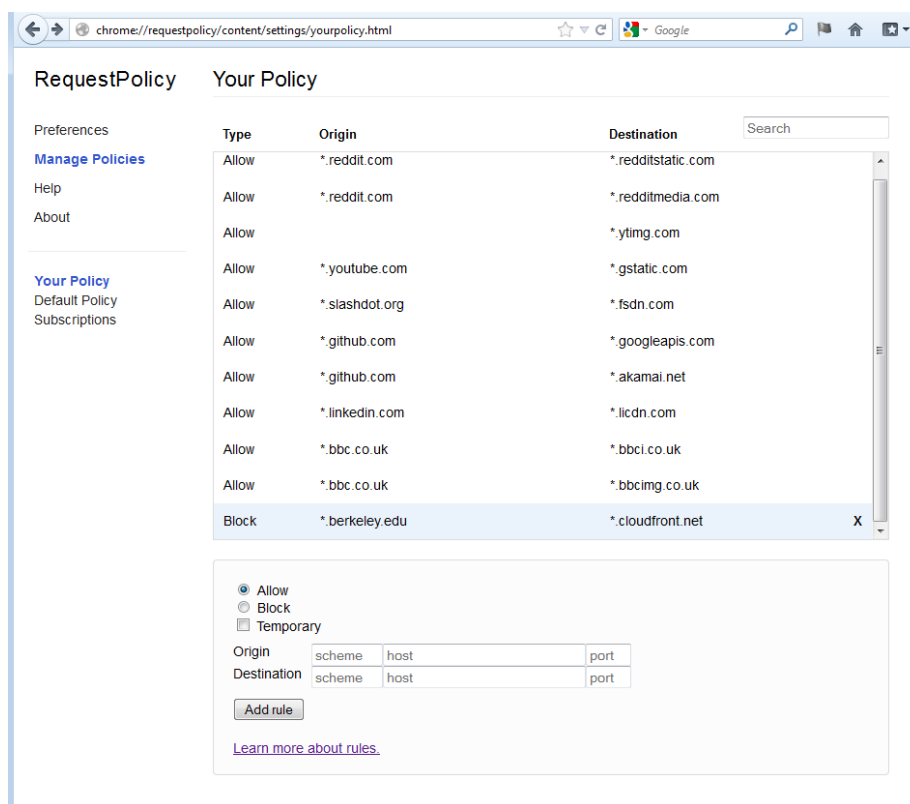 chrome://requestpolicy/content/settings/yourpolicy.html Google
RequestPolicy
Your Policy
Preferences
Manage Policies
Help
About
Your Policy
Default Policy
Subscriptions
Search
Type Origin Destination
Allow *.reddit.com *.redditstatic.com
Allow *.reddit.com *.redditmedia.com
Allow *.ytimg.com
Allow *.youtube.com *.gstatic.com
Allow *.slashdot.org *.fsdn.com
Allow *.github.com *.googleapis.com
Allow *.github.com *.akamai.net
Allow *.linkedin.com *.licdn.com
Allow *.bbc.co.uk *.bbci.co.uk
Allow *.bbc.co.uk *.bbcimg.co.uk
Block *.berkeley.edu *.cloudfront.net X
Allow
Block
Temporary
Origin scheme host port
Destination scheme host port
Add rule
Learn more about rules.